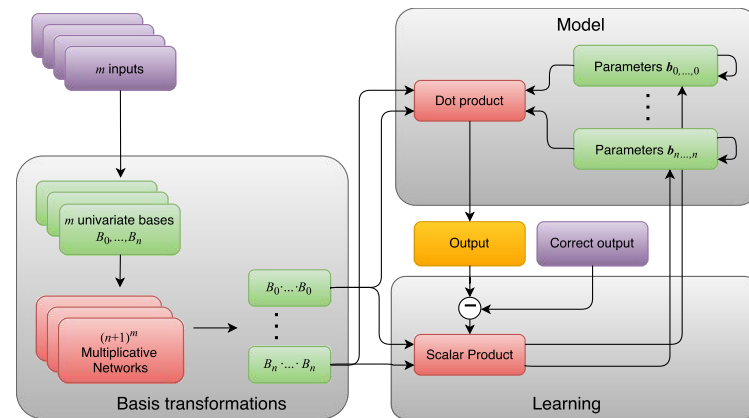 m inputs
Model
Parameters b0,...,0
Dot product
Parameters bn...,n
m univariate bases
B0,...,Bn
Output
Correct output
B0·...·B0
(n+1)^m
Multiplicative
Networks
−
Scalar Product
Bn·...·Bn
Basis transformations
Learning